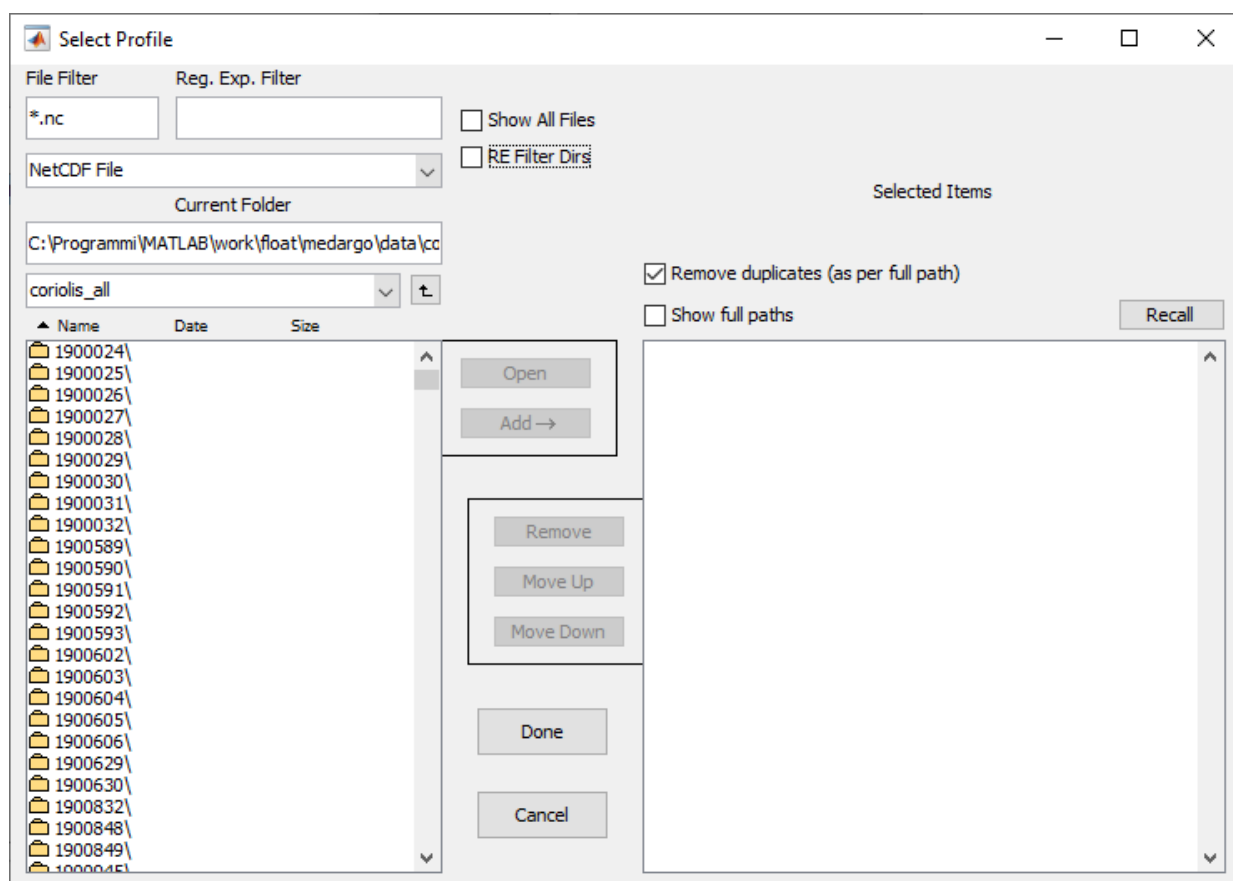 Select Profile
File Filter
Reg. Exp. Filter
*.nc
Show All Files
RE Filter Dirs
NetCDF File
Selected Items
Current Folder
C:\Programmi\MATLAB\work\float\medargo\data\cc
Remove duplicates (as per full path)
coriolis_all
Show full paths
Recall
Name
Date
Size
1900024\
1900025\
1900026\
1900027\
1900028\
1900029\
1900030\
1900031\
1900032\
1900589\
1900590\
1900591\
1900592\
1900593\
1900602\
1900603\
1900604\
1900605\
1900606\
1900629\
1900630\
1900832\
1900848\
1900849\
Open
Add →
Remove
Move Up
Move Down
Done
Cancel